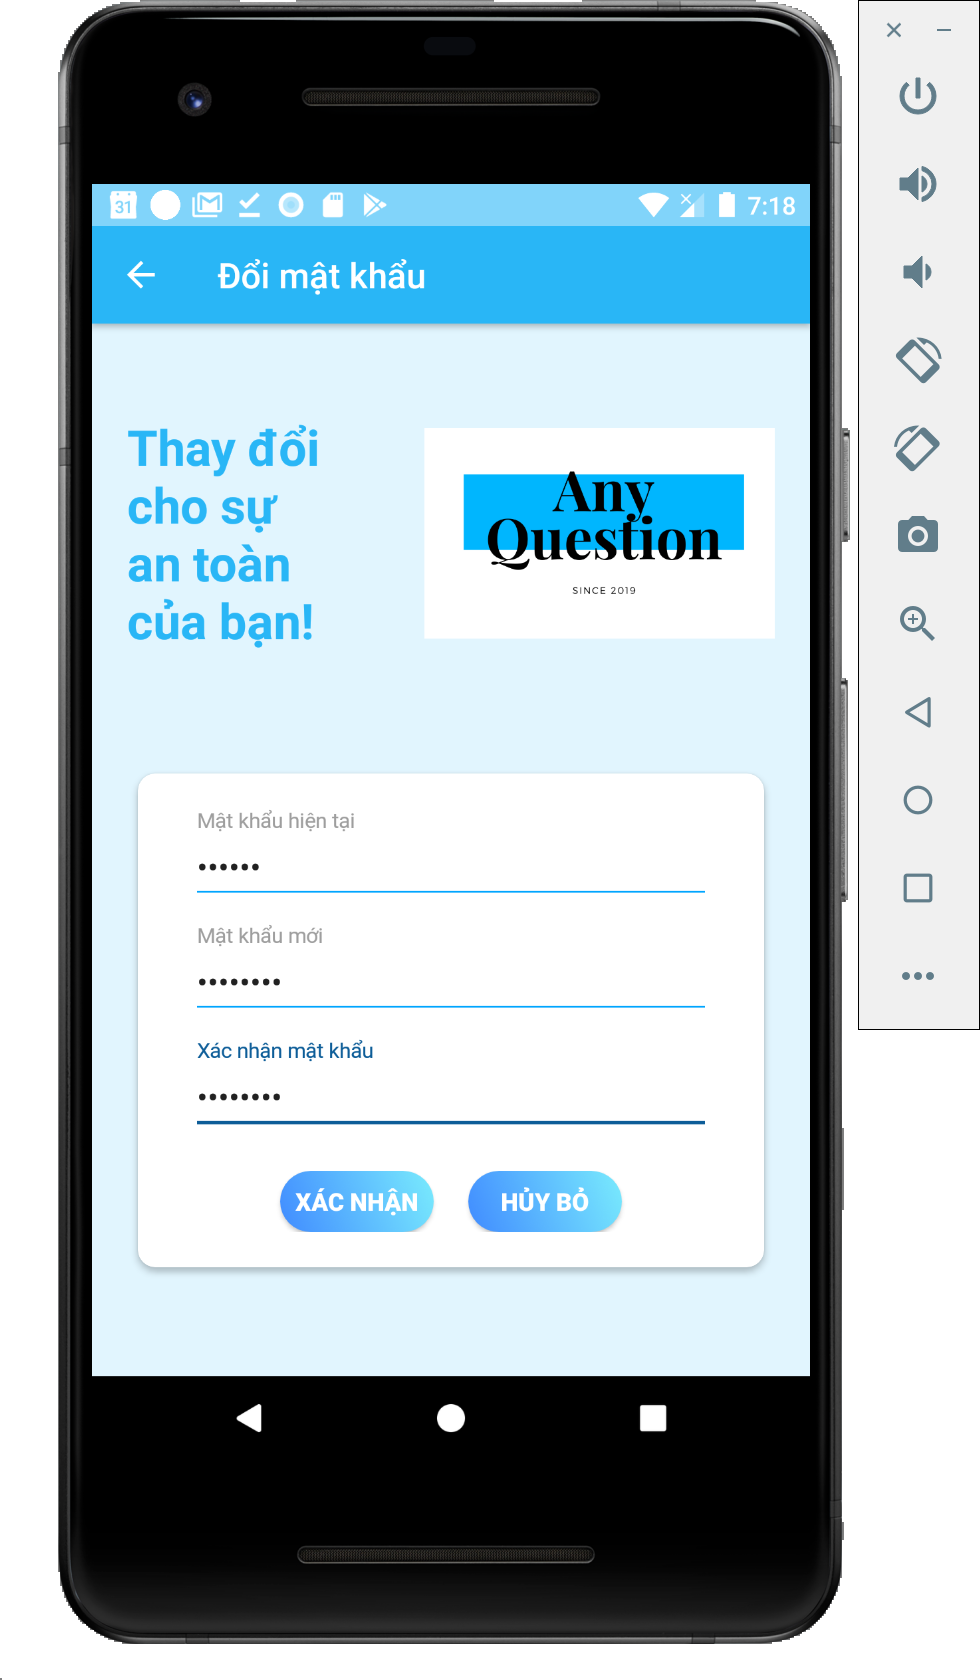 31
7:18
Đổi mật khẩu
Thay đổi
cho sự
an toàn
của bạn!
Any
Question
SINCE 2019
Mật khẩu hiện tại
••••••
Mật khẩu mới
••••••••
Xác nhận mật khẩu
••••••••
XÁC NHẬN
HỦY BỎ